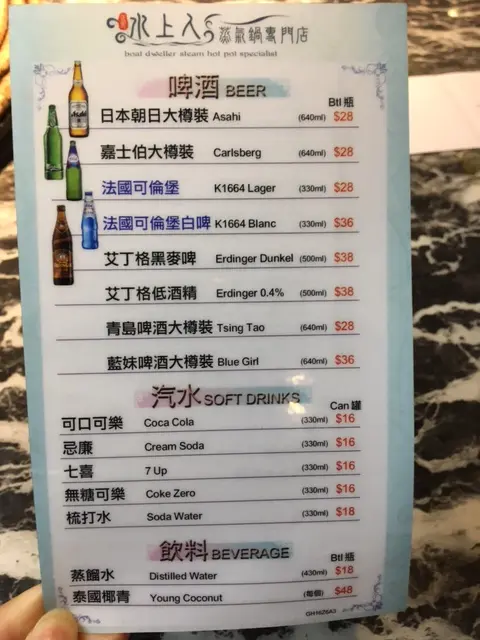 水上人 蒸氣鍋專門店
boat dweller steam hot pot specialist
啤酒 BEER
Btl 瓶
日本朝日大樽裝 Asahi (640ml) $28
嘉士伯大樽裝 Carlsberg (640ml) $28
法國可倫堡 K1664 Lager (330ml) $28
法國可倫堡白啤 K1664 Blanc (330ml) $36
艾丁格黑麥啤 Erdinger Dunkel (500ml) $38
艾丁格低酒精 Erdinger 0.4% (500ml) $38
青島啤酒大樽裝 Tsing Tao (640ml) $28
藍妹啤酒大樽裝 Blue Girl (640ml) $36
汽水 SOFT DRINKS
Can 罐
可口可樂 Coca Cola (330ml) $16
忌廉 Cream Soda (330ml) $16
七喜 7 Up (330ml) $16
無糖可樂 Coke Zero (330ml) $16
梳打水 Soda Water (330ml) $18
飲料 BEVERAGE
Btl 瓶
蒸餾水 Distilled Water (430ml) $18
泰國椰青 Young Coconut (每個) $48